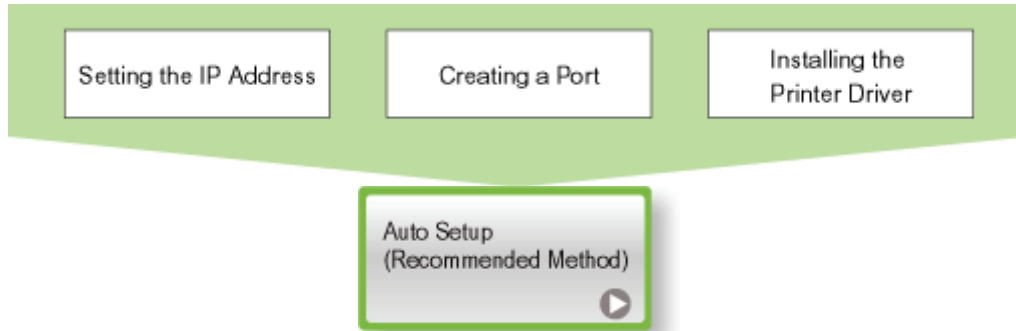 Setting the IP Address
Creating a Port
Installing the
Printer Driver
Auto Setup
(Recommended Method)